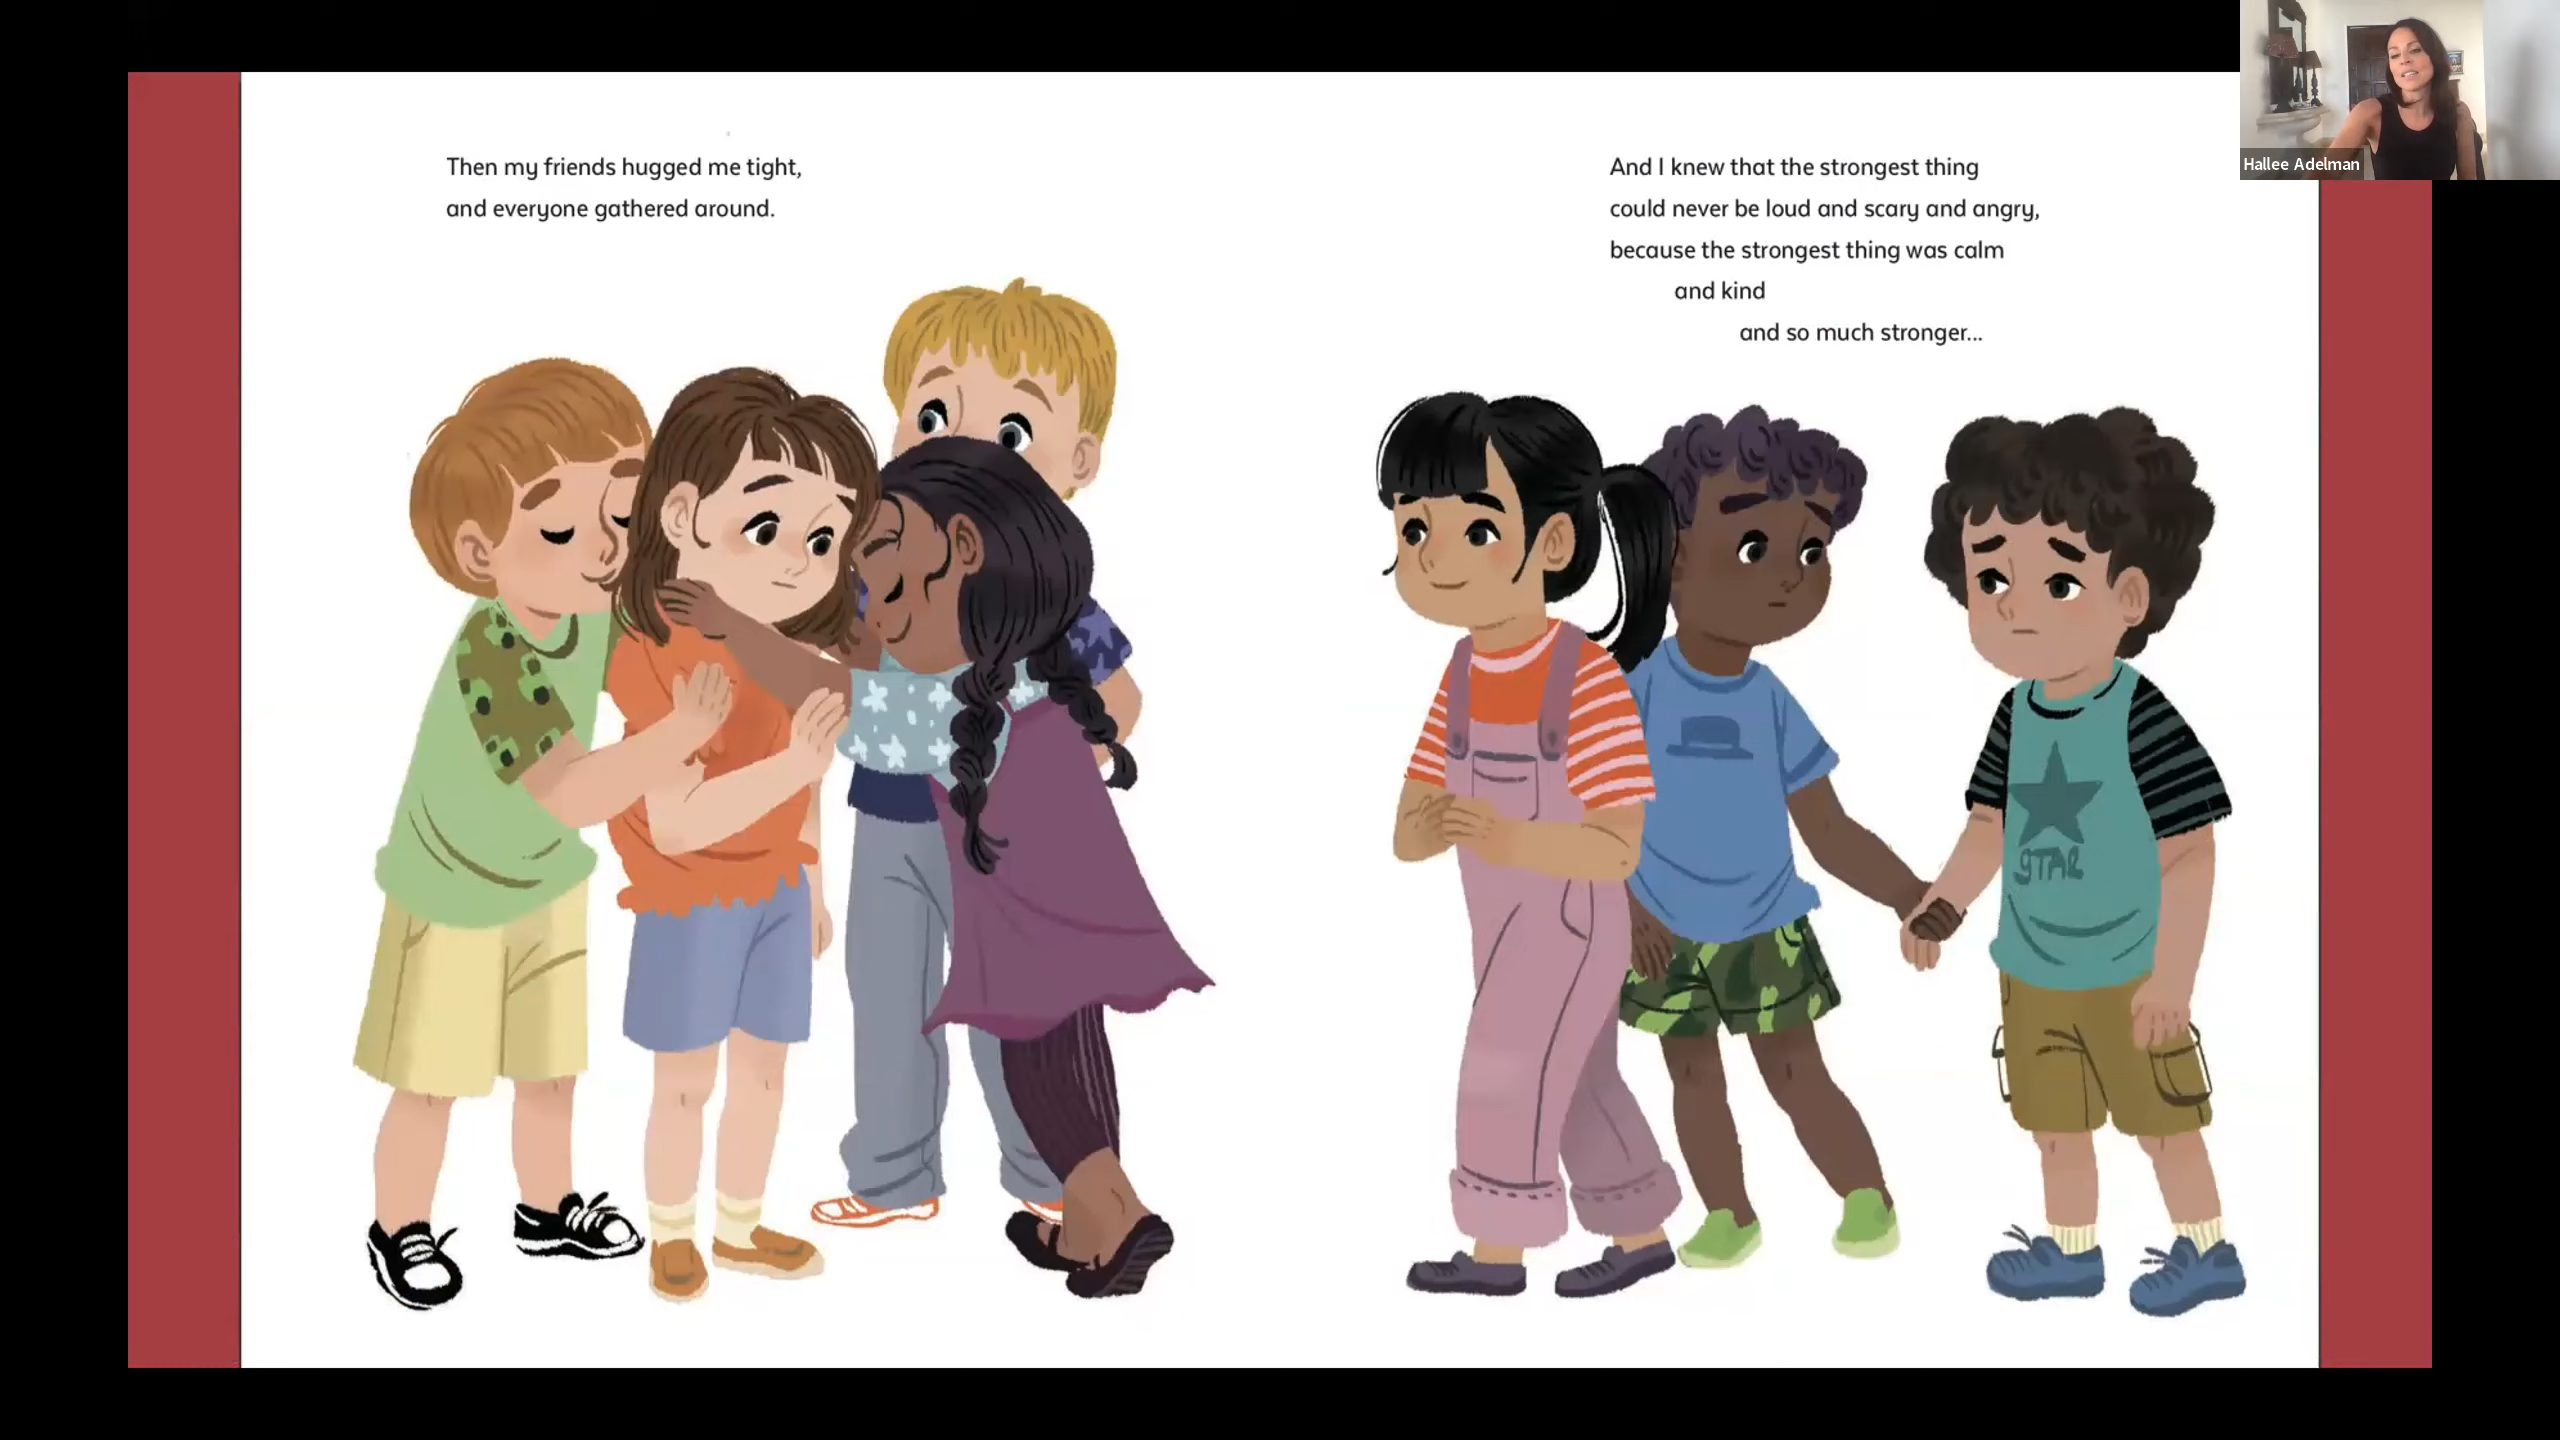 Then my friends hugged me tight,
and everyone gathered around.
And I knew that the strongest thing
could never be loud and scary and angry,
because the strongest thing was calm
and kind
and so much stronger...
STAR
Hallee Adelman